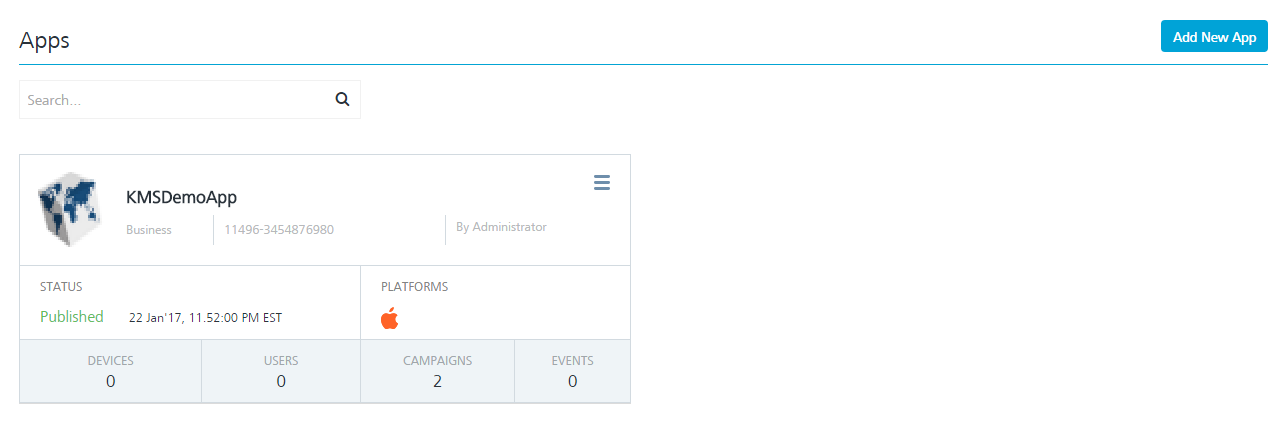 Apps
Add New App
Search...
KMSDemoApp
Business 11496-3454876980 By Administrator
STATUS PLATFORMS
Published 22 Jan'17, 11.52:00 PM EST
DEVICES USERS CAMPAIGNS EVENTS
0 0 2 0